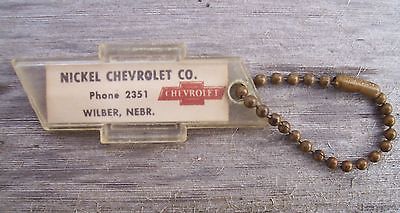 NICKEL CHEVROLET CO.
Phone 2351
CHEVROLET
WILBER, NEBR.